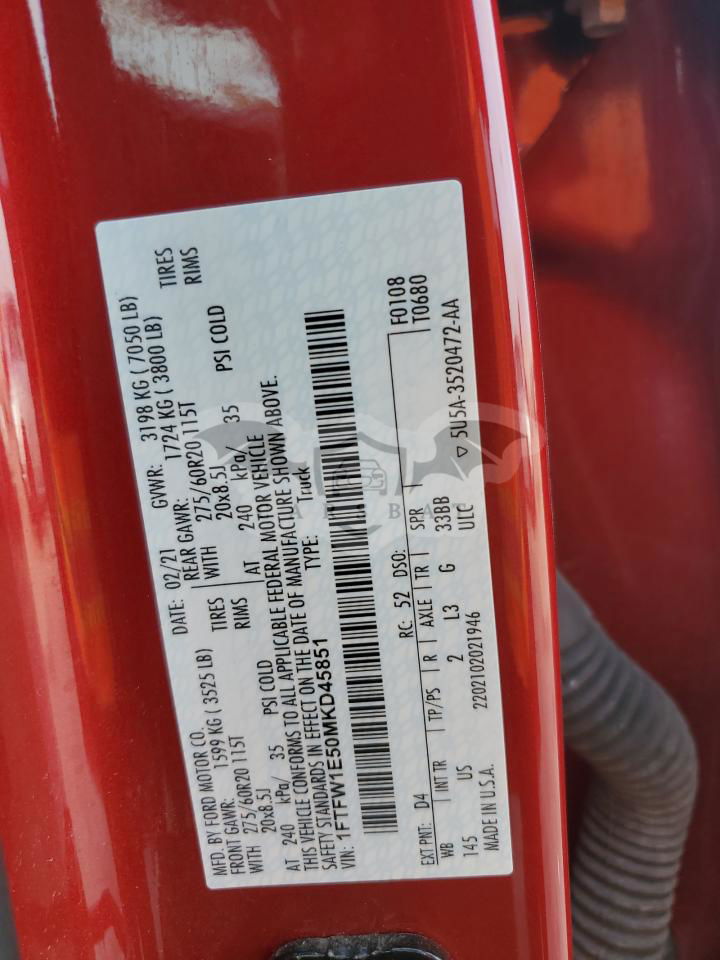 MFD. BY FORD MOTOR CO.
DATE: 02/21 GVWR: 3198 KG ( 7050 LB)
FRONT GAWR: 1599 KG ( 3525 LB) REAR GAWR: 1724 KG ( 3800 LB)
WITH 275/60R20 115T TIRES WITH 275/60R20 115T TIRES
20x8.5J RIMS 20x8.5J RIMS
AT 240 kPa/ 35 PSI COLD AT 240 kPa/ 35 PSI COLD
THIS VEHICLE CONFORMS TO ALL APPLICABLE FEDERAL MOTOR VEHICLE
SAFETY STANDARDS IN EFFECT ON THE DATE OF MANUFACTURE SHOWN ABOVE.
VIN: 1FTFW1E50MKD45851 TYPE: Truck
F0108
EXT PNT: D4 RC: 52 DSO: T0680
WB INT TR TP/PS R AXLE TR SPR
145 US 2 L3 G 33BB
ULC
MADE IN U.S.A. 2202102021946 ▽ 5U5A-3520472-AA